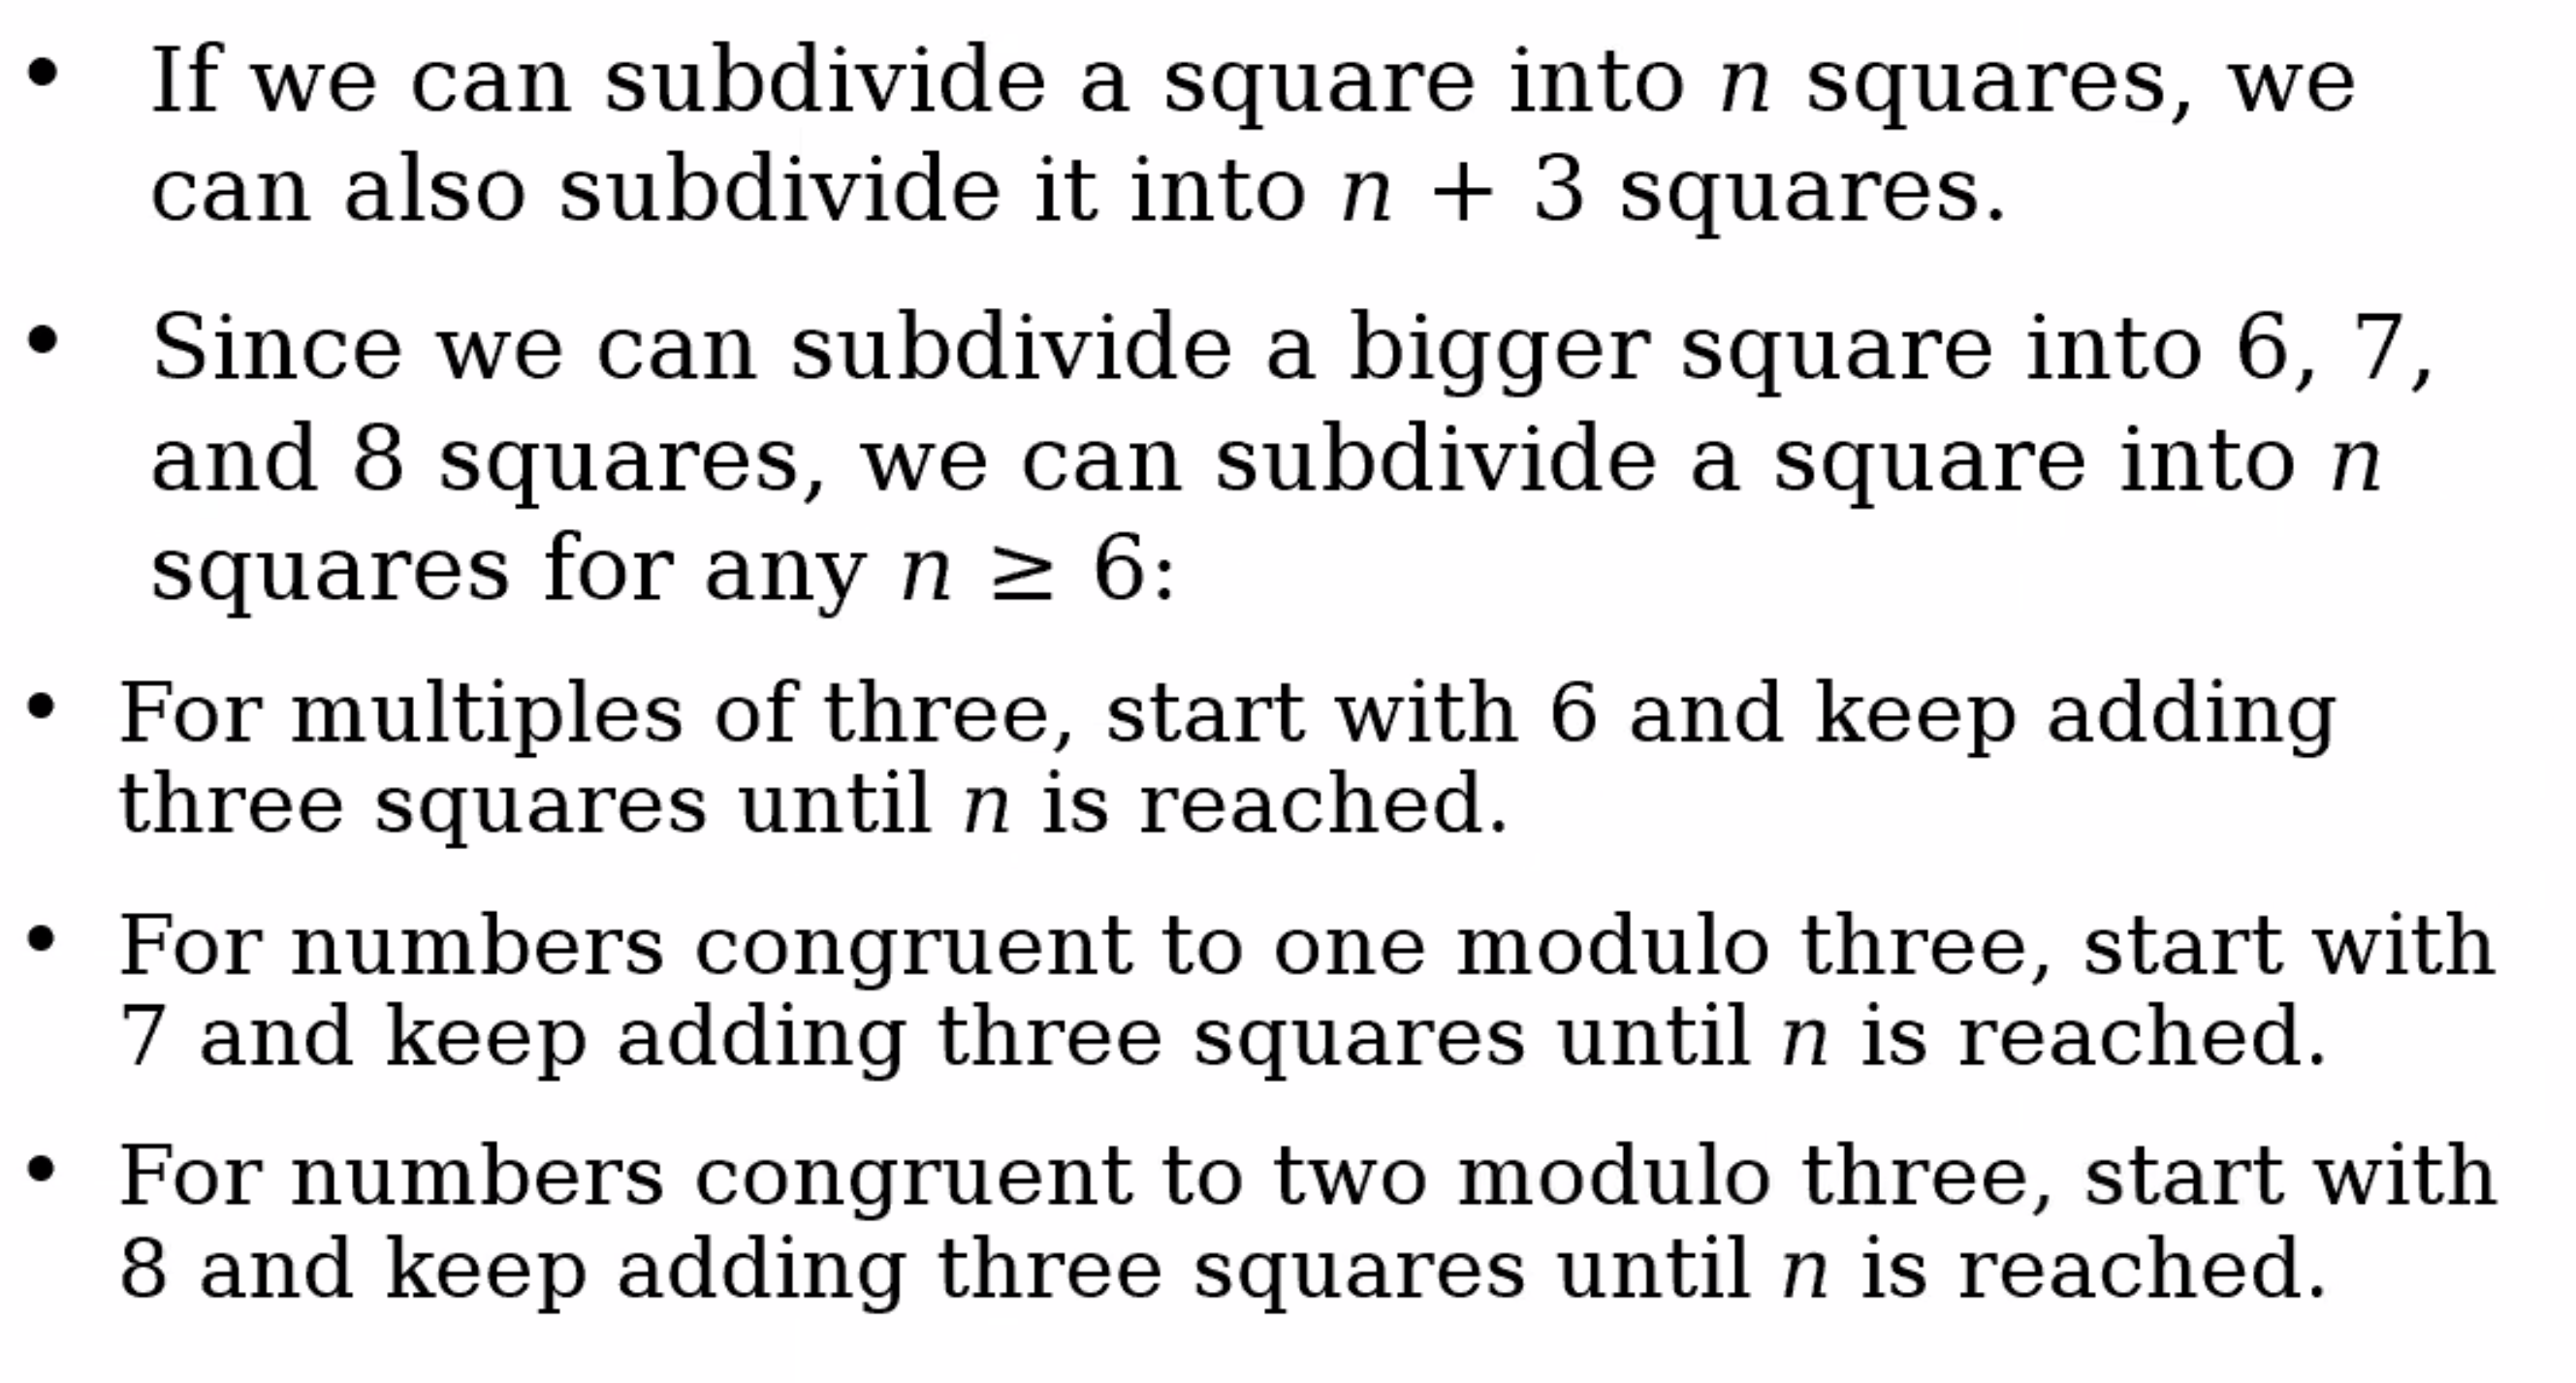 • If we can subdivide a square into n squares, we
can also subdivide it into n + 3 squares.
• Since we can subdivide a bigger square into 6, 7,
and 8 squares, we can subdivide a square into n
squares for any n ≥ 6:
• For multiples of three, start with 6 and keep adding
three squares until n is reached.
• For numbers congruent to one modulo three, start with
7 and keep adding three squares until n is reached.
• For numbers congruent to two modulo three, start with
8 and keep adding three squares until n is reached.